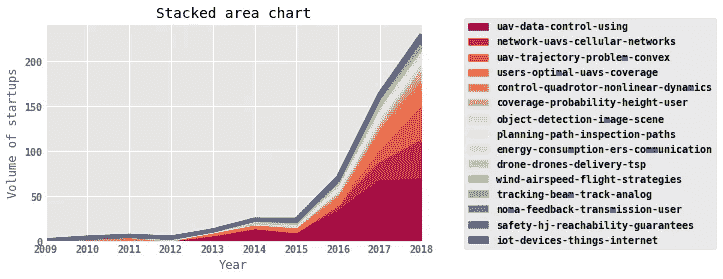 Stacked area chart
Volume of startups
200
150
100
50
0
2009 2010 2011 2012 2013 2014 2015 2016 2017 2018
Year
uav-data-control-using
network-uavs-cellular-networks
uav-trajectory-problem-convex
users-optimal-uavs-coverage
control-quadrotor-nonlinear-dynamics
coverage-probability-height-user
object-detection-image-scene
planning-path-inspection-paths
energy-consumption-ers-communication
drone-drones-delivery-tsp
wind-airspeed-flight-strategies
tracking-beam-track-analog
noma-feedback-transmission-user
safety-hj-reachability-guarantees
iot-devices-things-internet